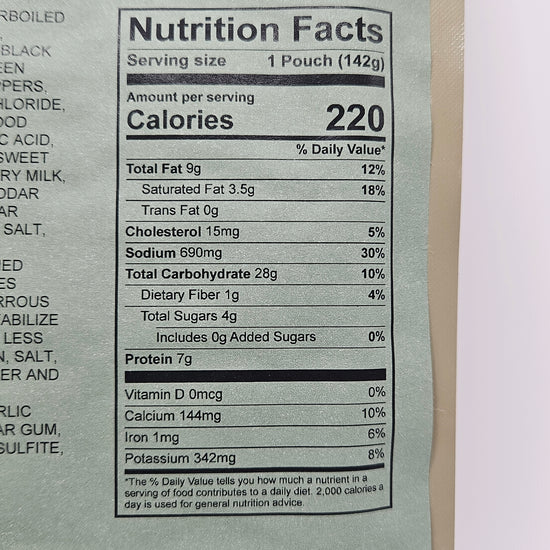 RBOILED
BLACK
EEN
PPERS,
HLORIDE,
OOD
C ACID,
SWEET
RY MILK,
DDAR
AR
SALT,
IED
ES
RROUS
ABILIZE
LESS
N, SALT,
ER AND
RLIC
AR GUM,
SULFITE,
Nutrition Facts
Serving size 1 Pouch (142g)
Amount per serving
Calories 220
% Daily Value*
Total Fat 9g 12%
Saturated Fat 3.5g 18%
Trans Fat 0g
Cholesterol 15mg 5%
Sodium 690mg 30%
Total Carbohydrate 28g 10%
Dietary Fiber 1g 4%
Total Sugars 4g
Includes 0g Added Sugars 0%
Protein 7g
Vitamin D 0mcg 0%
Calcium 144mg 10%
Iron 1mg 6%
Potassium 342mg 8%
*The % Daily Value tells you how much a nutrient in a
serving of food contributes to a daily diet. 2,000 calories a
day is used for general nutrition advice.